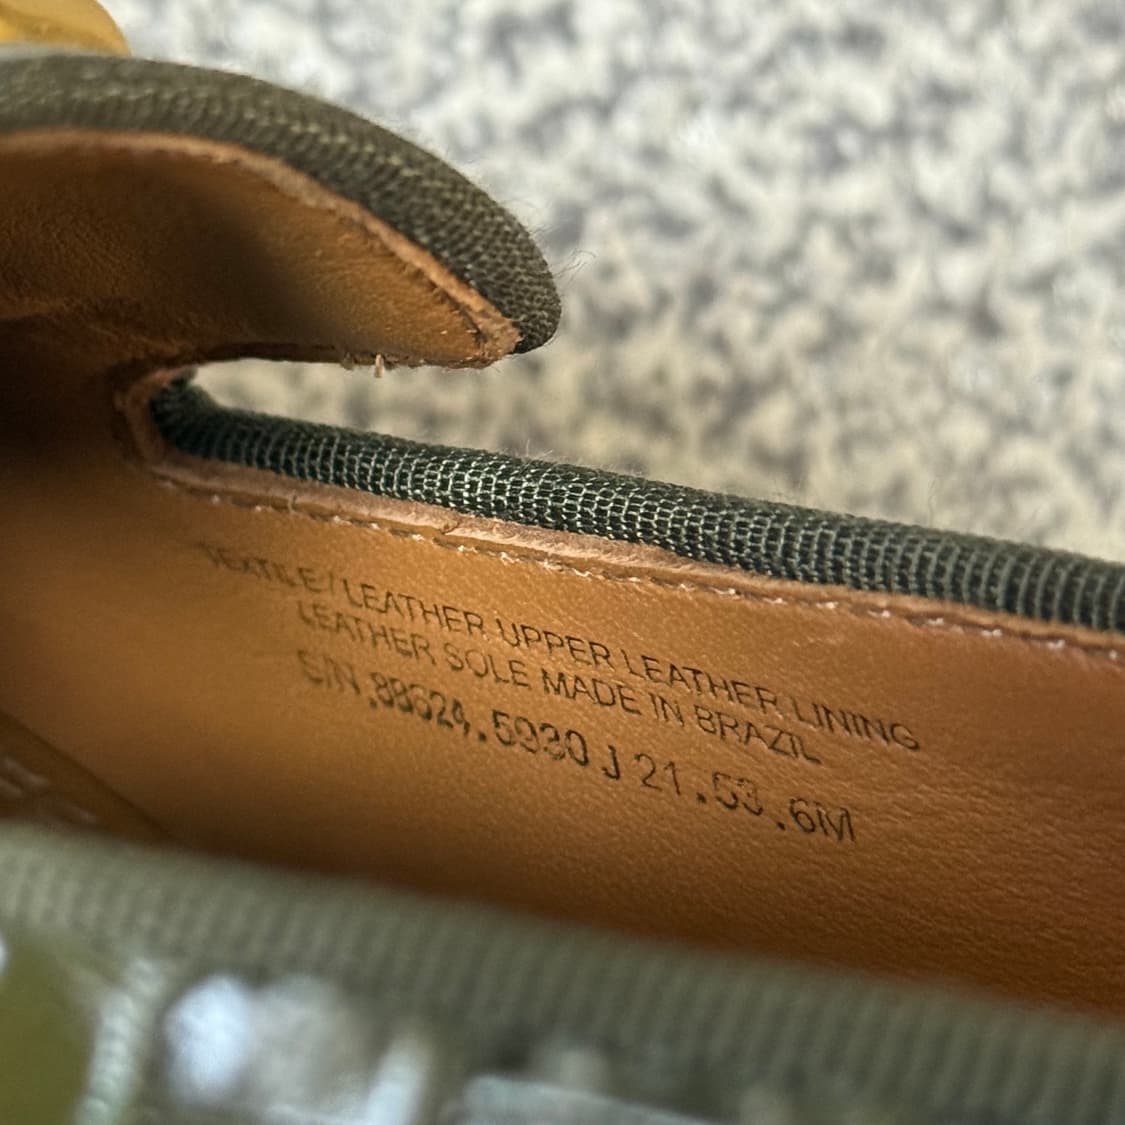 TEXTILE/LEATHER UPPER LEATHER LINING
LEATHER SOLE MADE IN BRAZIL
S/N .88624.5930 J 21.53.6M